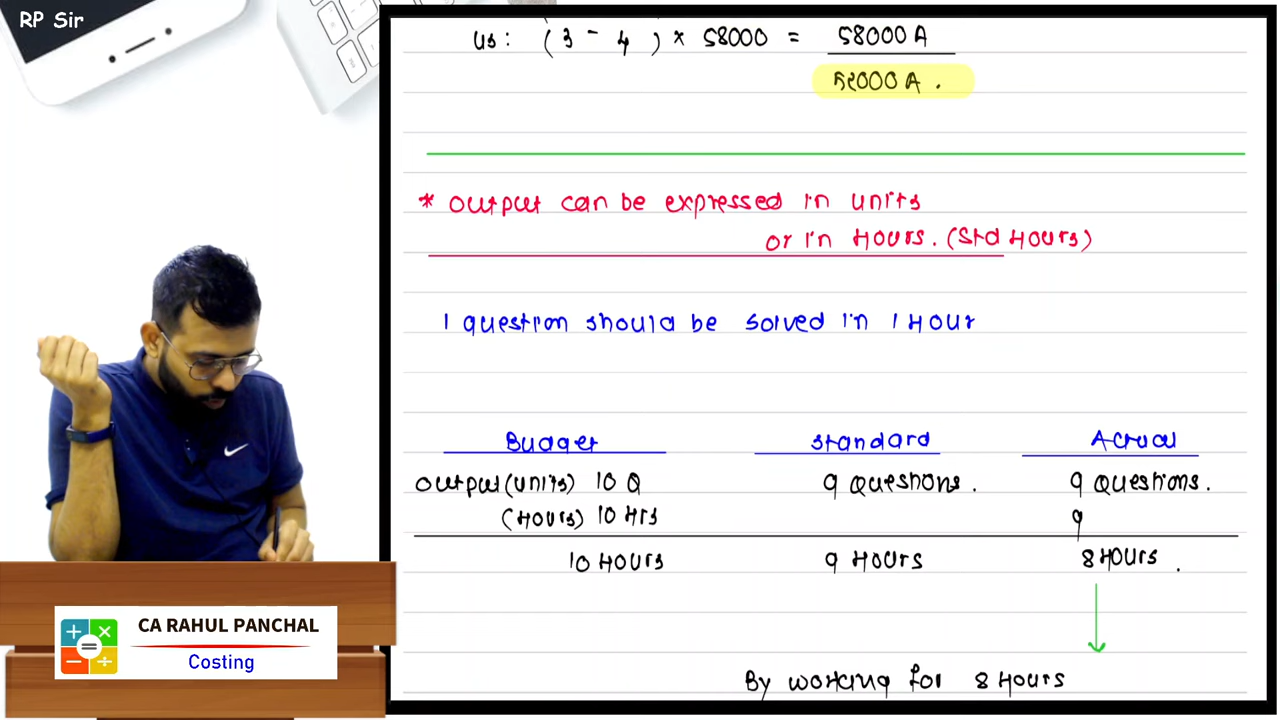 RP Sir
us: ( 3 - 4 ) × 58000 = 58000 A
52000 A .
* output can be expressed in units
or in Hours. (Std Hours)
1 question should be solved in 1 Hour
Budget standard Actual
output (units) 10 Q 9 Questions. 9 Questions.
(Hours) 10 Hrs 9
10 Hours 9 Hours 8 Hours .
By working for 8 Hours
CA RAHUL PANCHAL
Costing